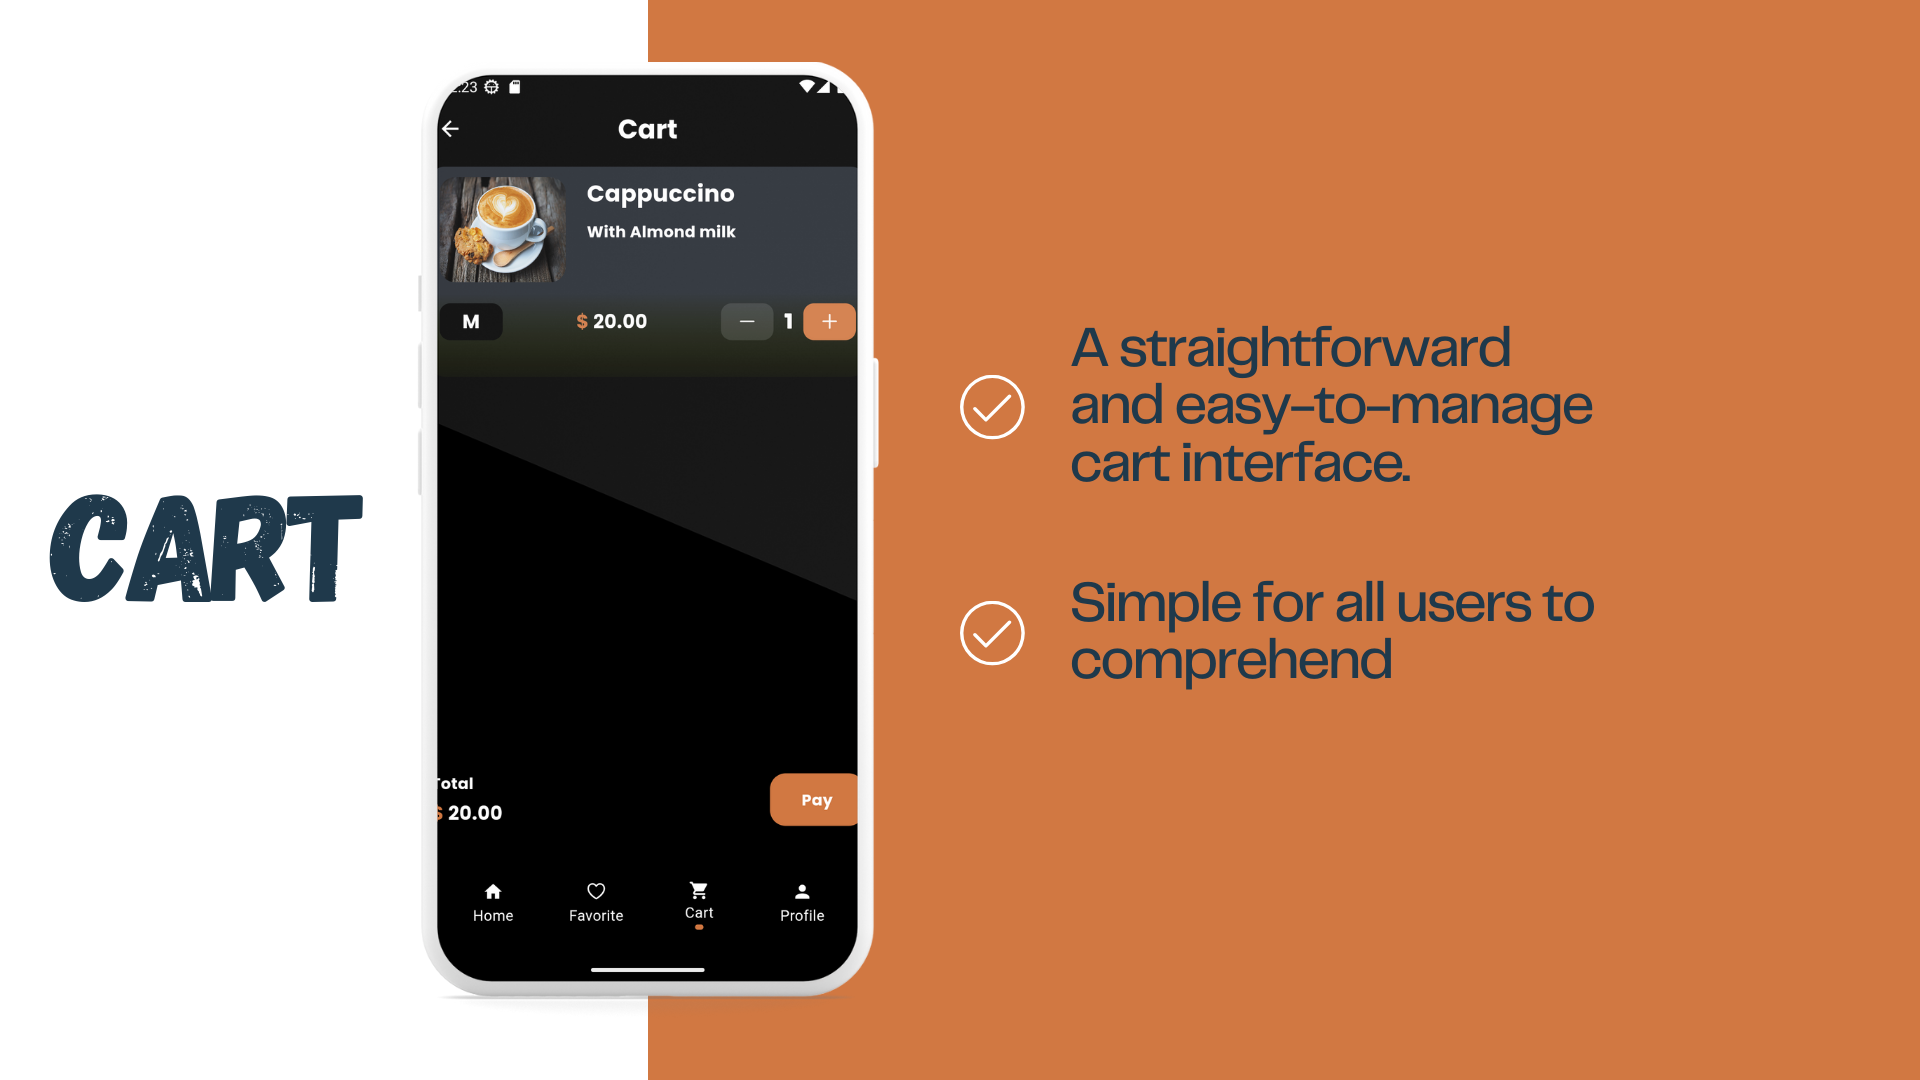 CART
:23
Cart
Cappuccino
With Almond milk
M
$ 20.00
1
Total
$ 20.00
Pay
Home
Favorite
Cart
Profile
A straightforward
and easy-to-manage
cart interface.
Simple for all users to
comprehend